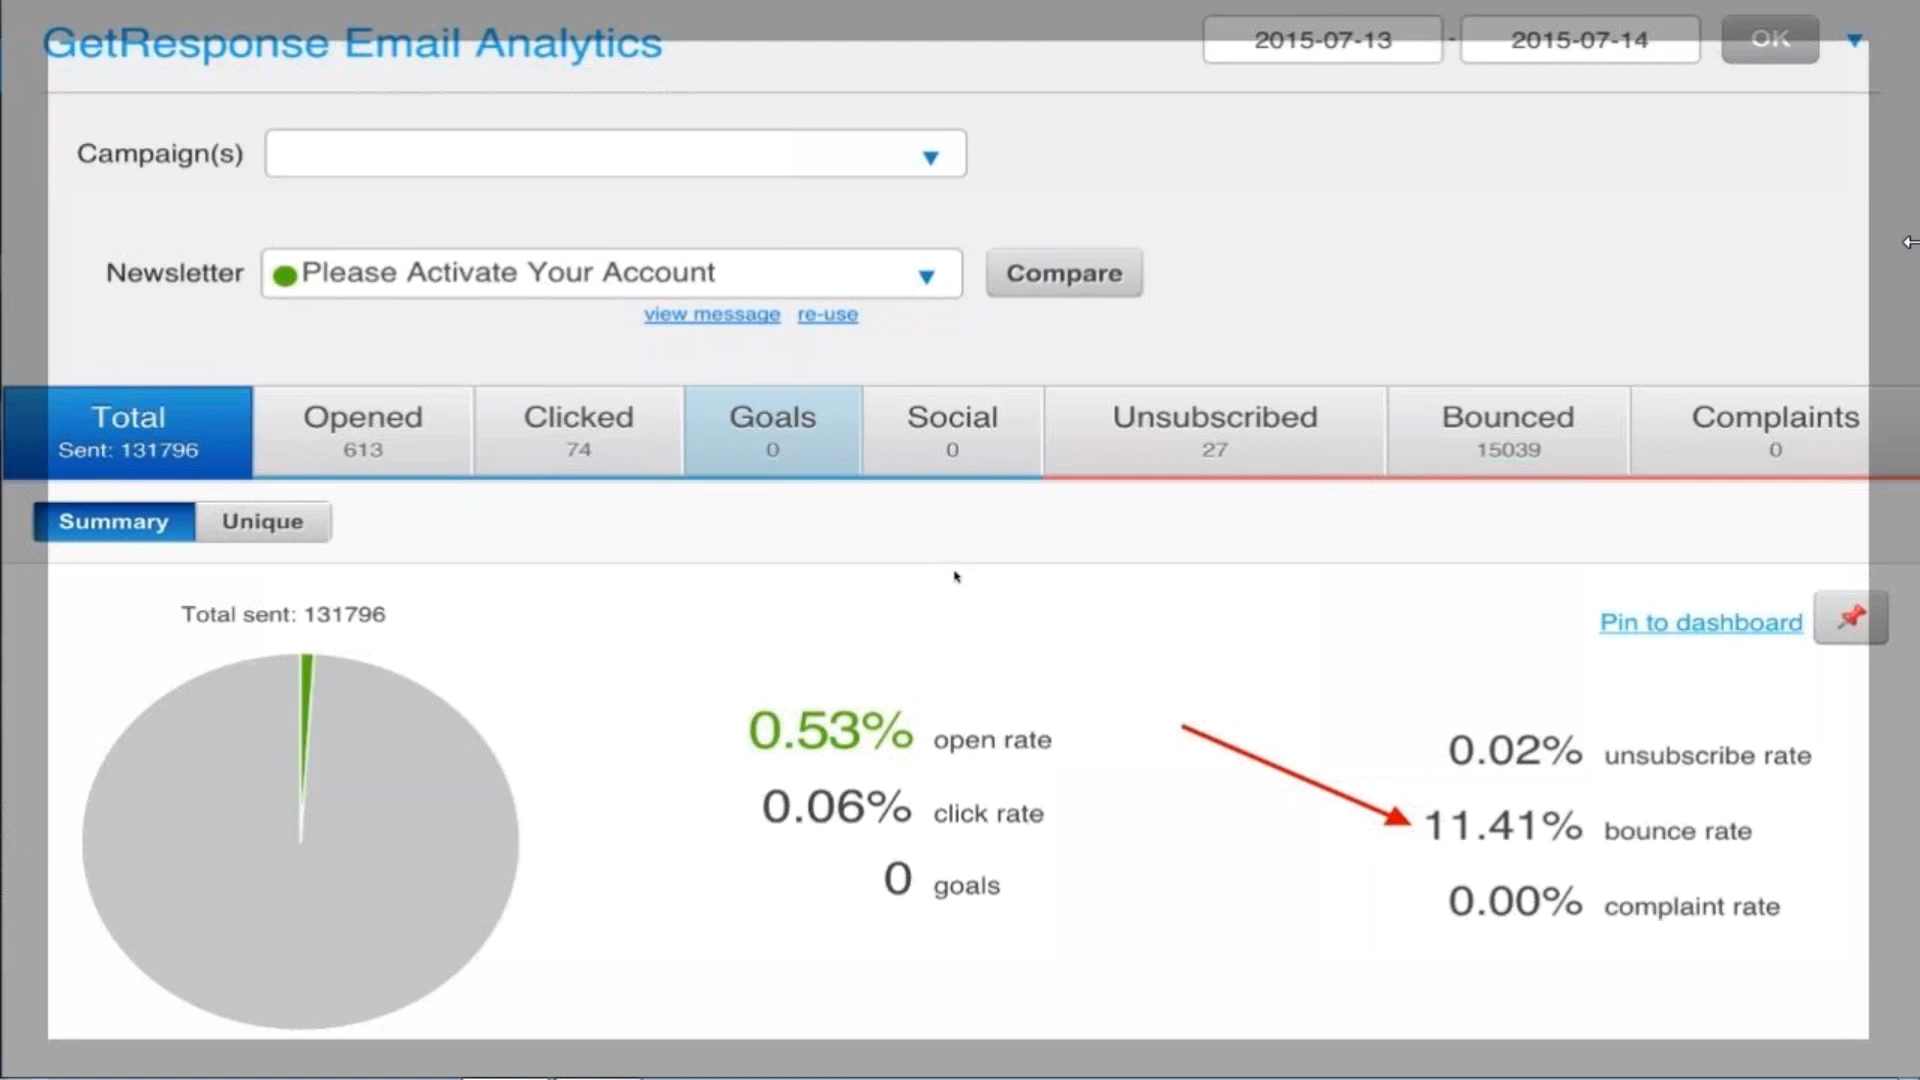 GetResponse Email Analytics
2015-07-13 - 2015-07-14 OK
Campaign(s)
Newsletter Please Activate Your Account Compare
view message re-use
Total Opened Clicked Goals Social Unsubscribed Bounced Complaints
Sent: 131796 613 74 0 0 27 15039 0
Summary Unique
Total sent: 131796
Pin to dashboard
0.53% open rate
0.06% click rate
0 goals
0.02% unsubscribe rate
11.41% bounce rate
0.00% complaint rate